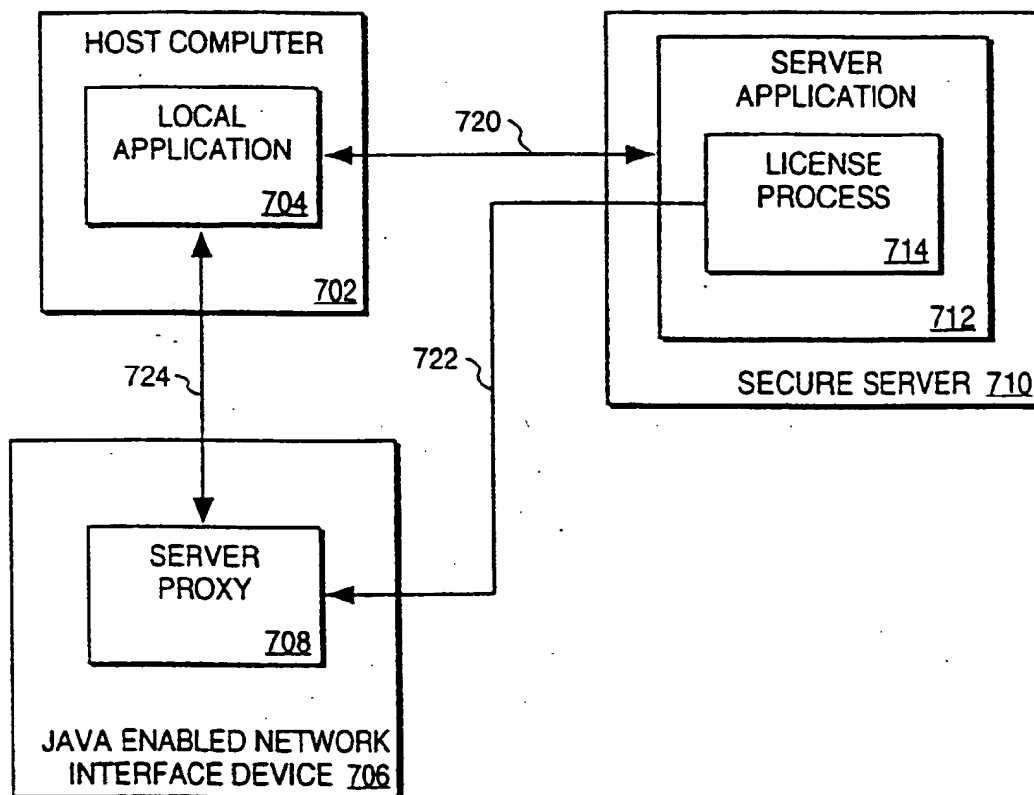 HOST COMPUTER
LOCAL
APPLICATION
704
702
720
SERVER
APPLICATION
LICENSE
PROCESS
714
712
SECURE SERVER 710
722
724
SERVER
PROXY
708
JAVA ENABLED NETWORK
INTERFACE DEVICE 706